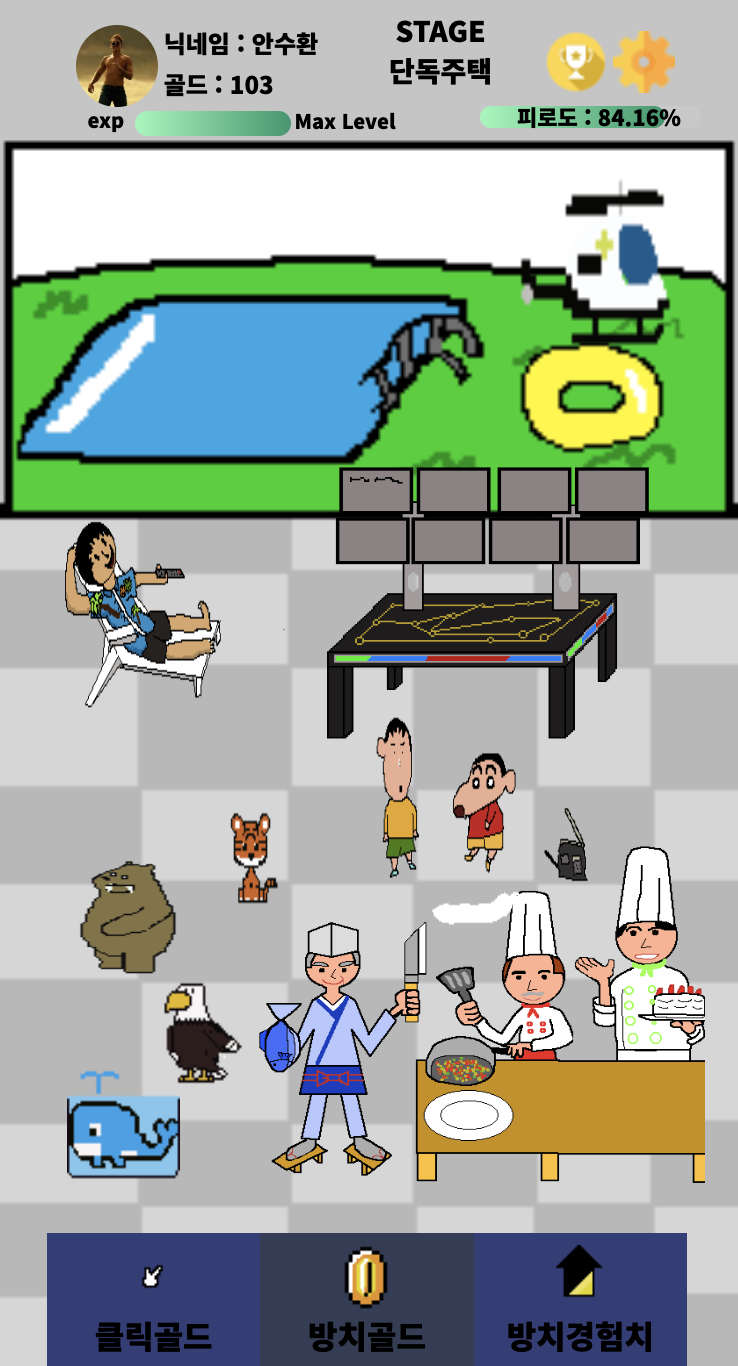 닉네임 : 안수환
골드 : 103
exp
Max Level
STAGE
단독주택
피로도 : 84.16%
클릭골드
방치골드
방치경험치